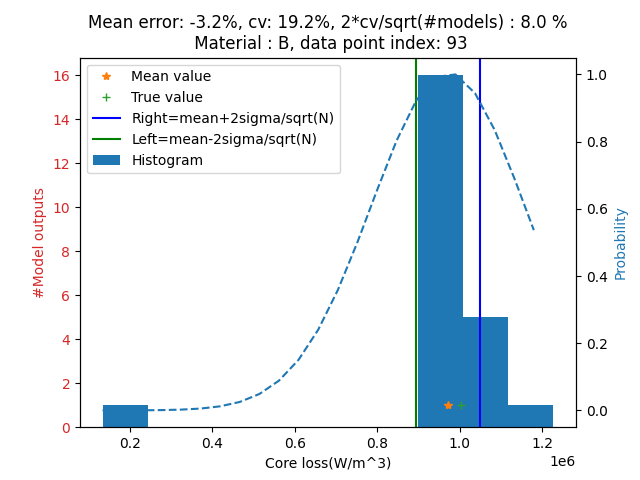 Mean error: -3.2%, cv: 19.2%, 2*cv/sqrt(#models) : 8.0 %
Material : B, data point index: 93
Mean value
True value
Right=mean+2sigma/sqrt(N)
Left=mean-2sigma/sqrt(N)
Histogram
#Model outputs
16
14
12
10
8
6
4
2
0
1.0
0.8
0.6
0.4
0.2
0.0
Probability
0.2
0.4
0.6
0.8
1.0
1.2
1e6
Core loss(W/m^3)